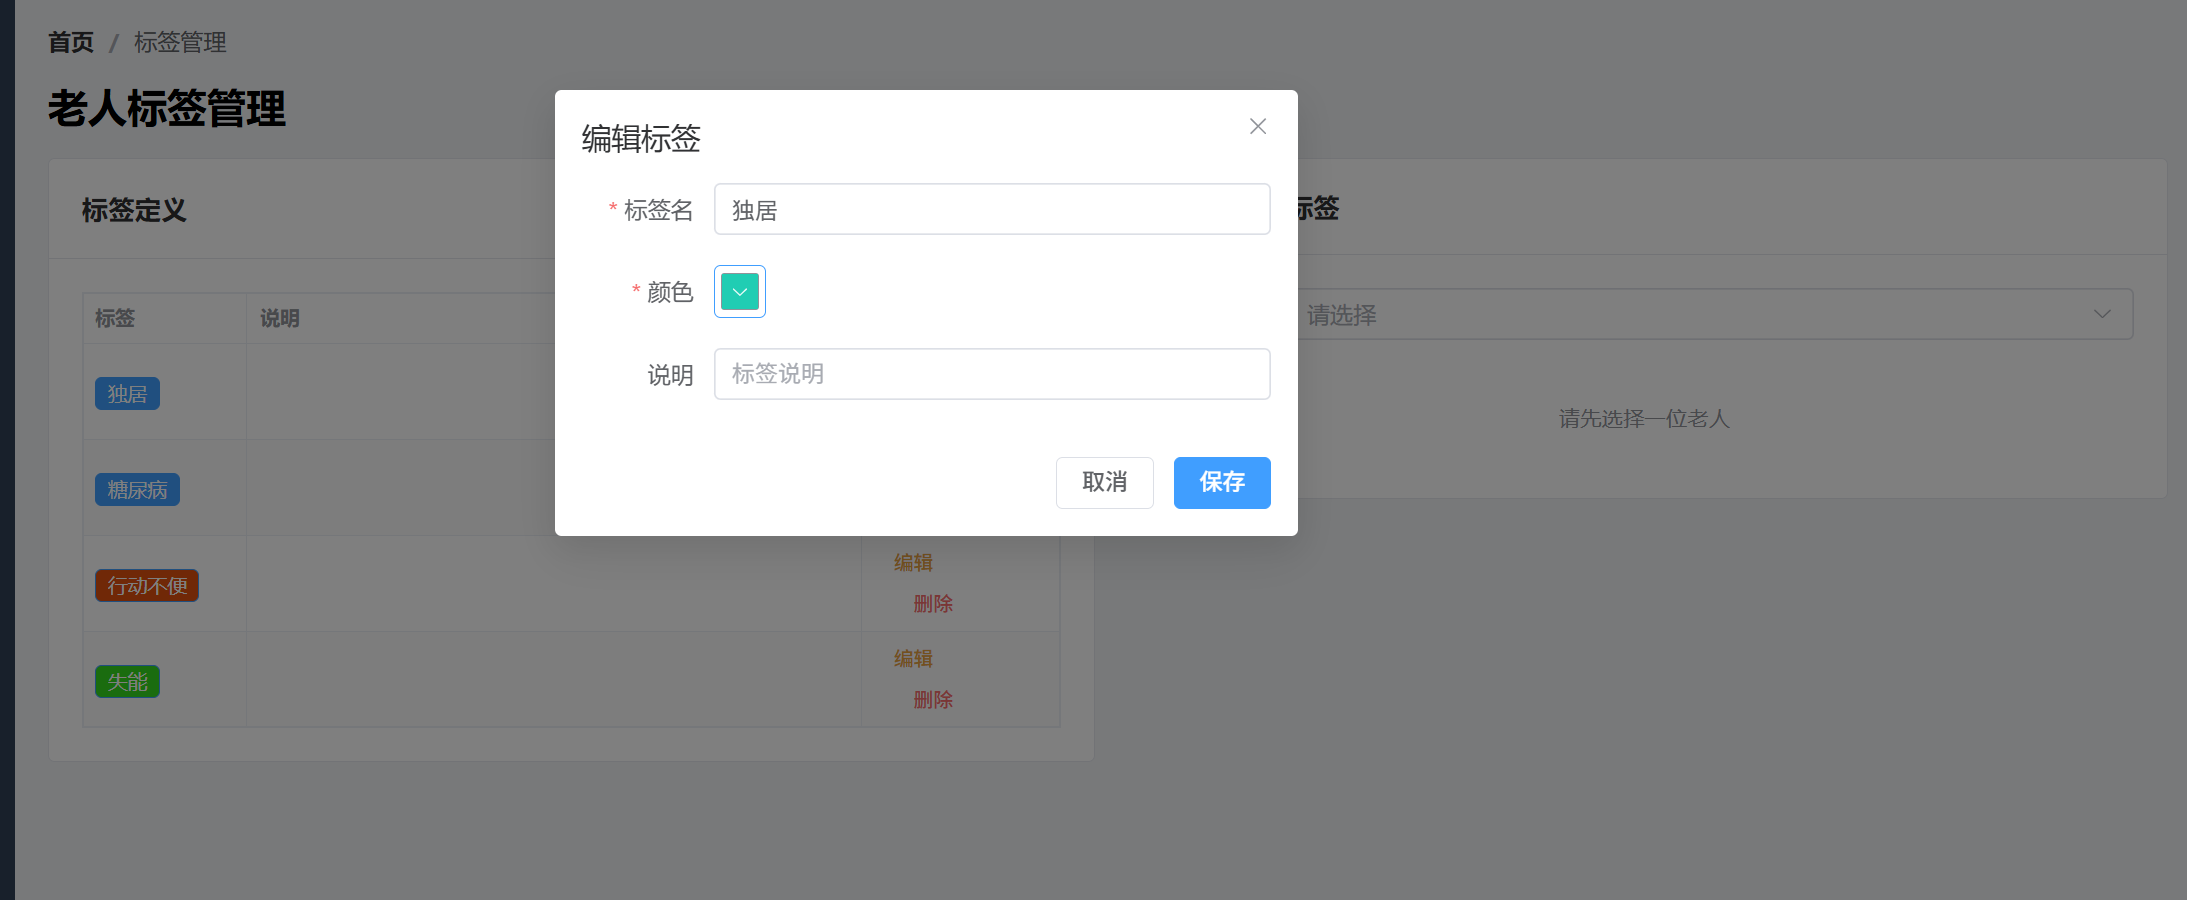 首页 / 标签管理
老人标签管理
编辑标签
* 标签名 独居
* 颜色
说明 标签说明
取消 保存
标签定义
标签 说明
独居
糖尿病
行动不便 编辑
删除
失能 编辑
删除
标签
请选择
请先选择一位老人